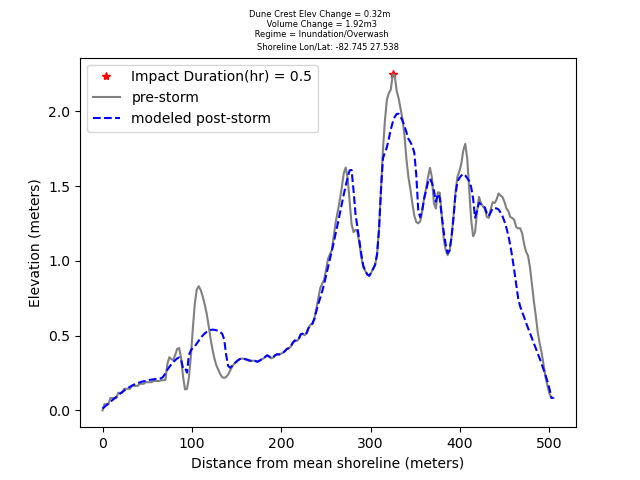 Dune Crest Elev Change = 0.32m
Volume Change = 1.92m3
Regime = Inundation/Overwash
Shoreline Lon/Lat: -82.745 27.538
Impact Duration(hr) = 0.5
pre-storm
modeled post-storm
Elevation (meters)
2.0
1.5
1.0
0.5
0.0
0 100 200 300 400 500
Distance from mean shoreline (meters)